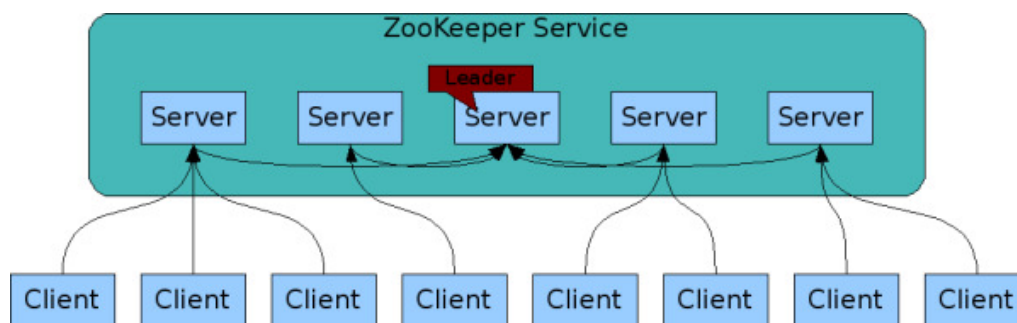 ZooKeeper Service
Leader
Server Server Server Server Server
Client Client Client Client Client Client Client Client